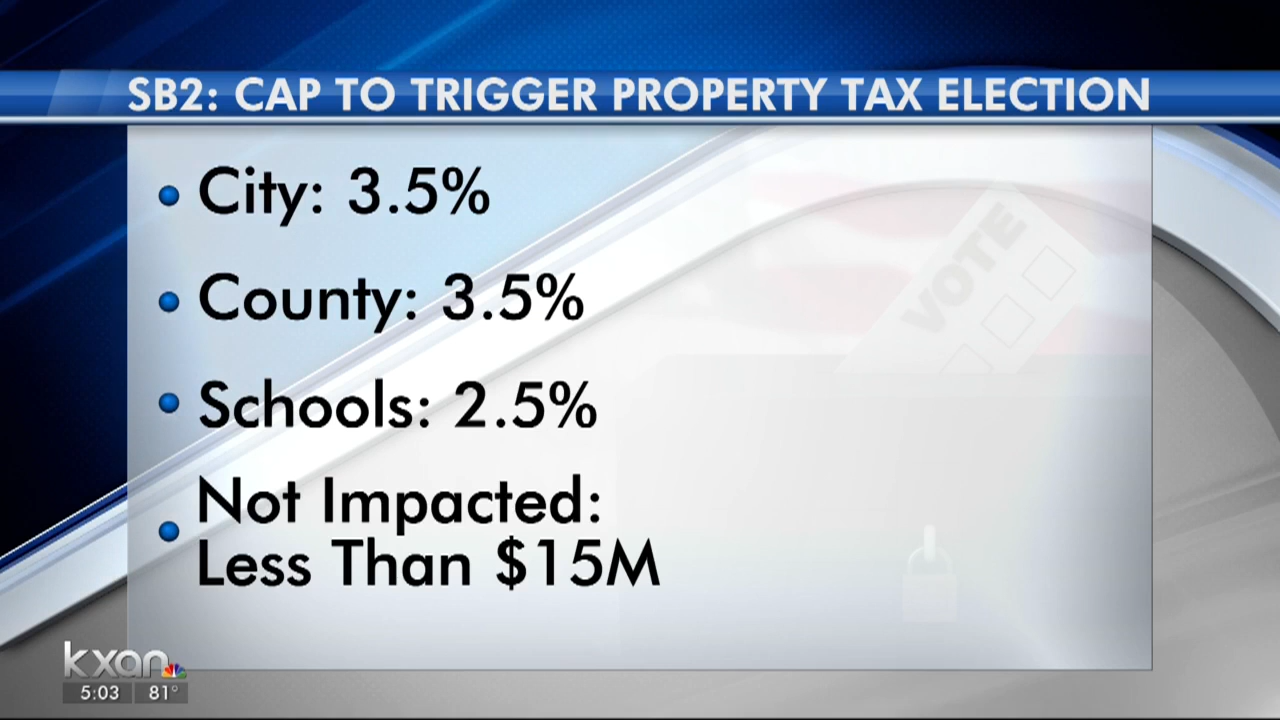 SB2: CAP TO TRIGGER PROPERTY TAX ELECTION
• City: 3.5%
• County: 3.5%
VOTE
• Schools: 2.5%
• Not Impacted:
Less Than $15M
kxan
5:03 81°